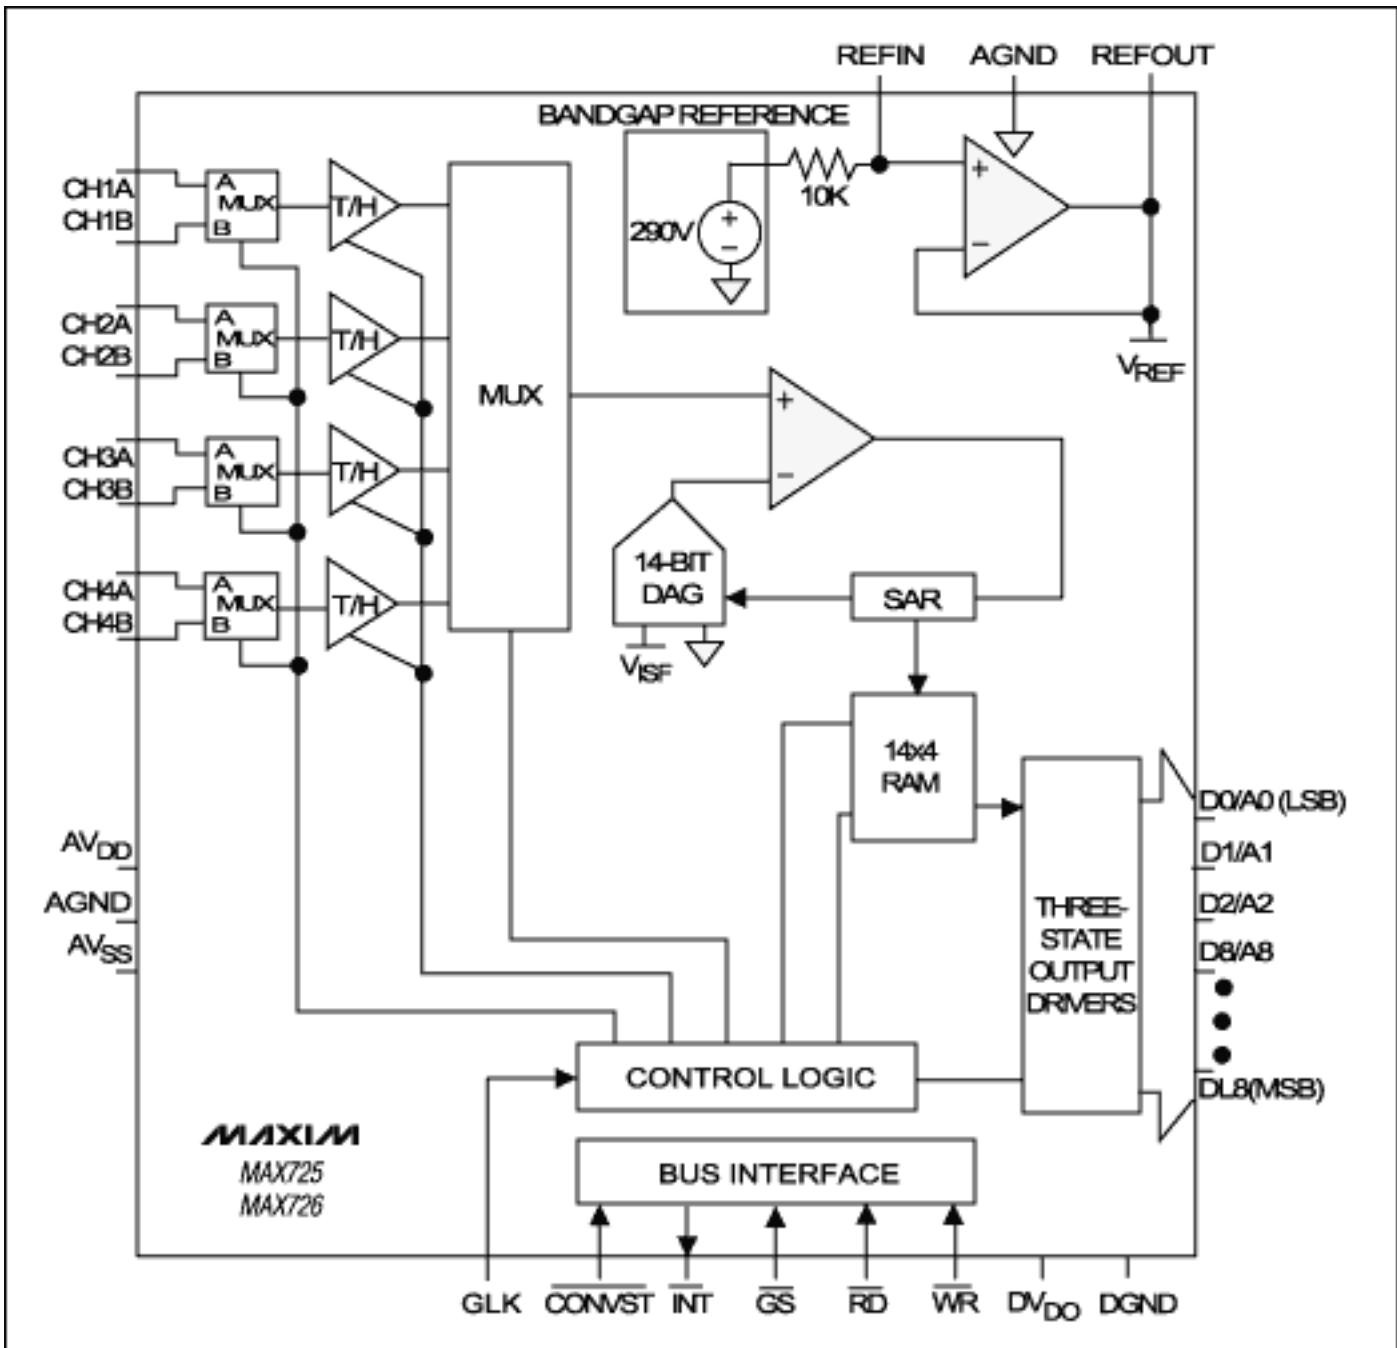 REFIN AGND REFOUT
BANDGAP REFERENCE
290V
+
−
10K
+
−
VREF
CH1A
CH1B
A
MUX
B
T/H
CH2A
CH2B
A
MUX
B
T/H
CH3A
CH3B
A
MUX
B
T/H
CH4A
CH4B
A
MUX
B
T/H
MUX
+
−
14-BIT
DAG
VISF
SAR
14x4
RAM
THREE-
STATE
OUTPUT
DRIVERS
D0/A0 (LSB)
D1/A1
D2/A2
D8/A8
DL8(MSB)
AVDD
AGND
AVSS
CONTROL LOGIC
BUS INTERFACE
MAXIM
MAX725
MAX726
GLK CONVST INT GS RD WR DVDO DGND